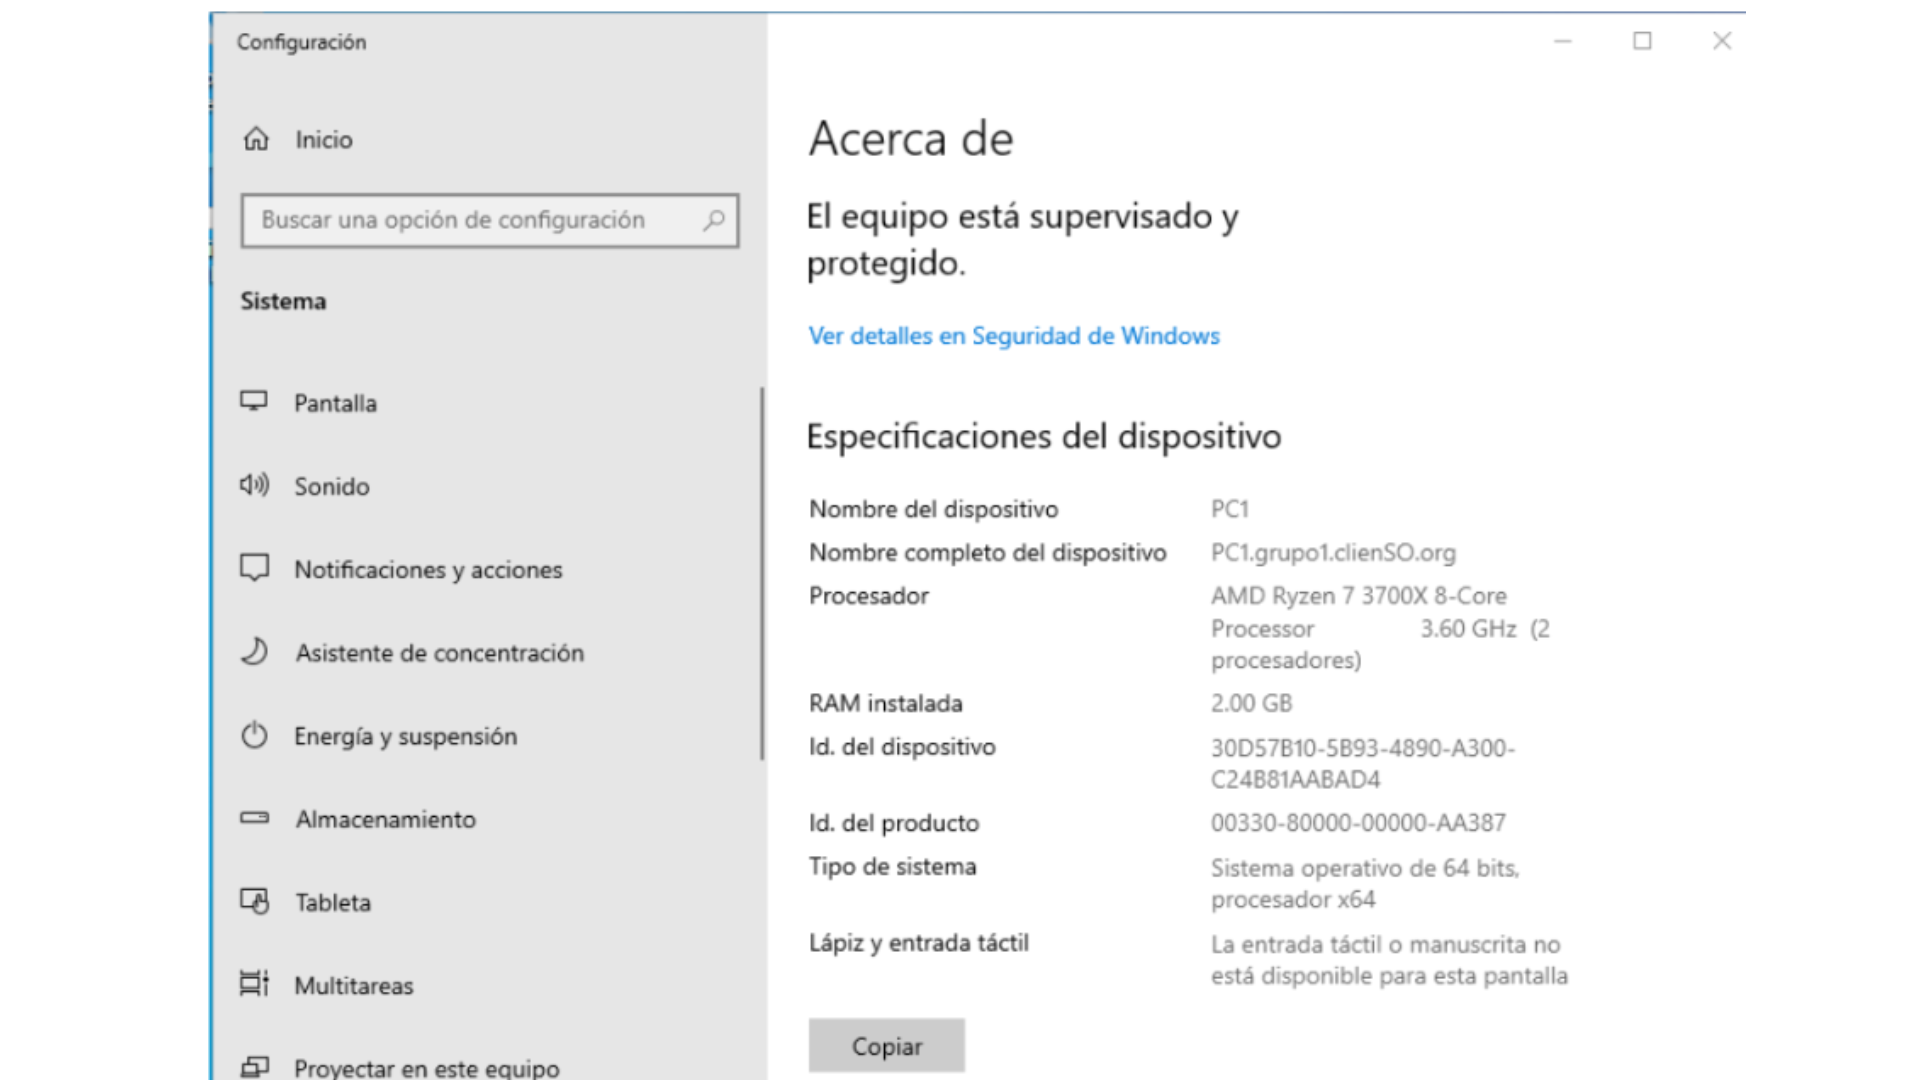 Configuración
Inicio
Buscar una opción de configuración
Sistema
Pantalla
Sonido
Notificaciones y acciones
Asistente de concentración
Energía y suspensión
Almacenamiento
Tableta
Multitareas
Proyectar en este equipo
Acerca de
El equipo está supervisado y
protegido.
Ver detalles en Seguridad de Windows
Especificaciones del dispositivo
Nombre del dispositivo PC1
Nombre completo del dispositivo PC1.grupo1.clienSO.org
Procesador AMD Ryzen 7 3700X 8-Core
Processor 3.60 GHz (2
procesadores)
RAM instalada 2.00 GB
Id. del dispositivo 30D57B10-5B93-4890-A300-
C24B81AABAD4
Id. del producto 00330-80000-00000-AA387
Tipo de sistema Sistema operativo de 64 bits,
procesador x64
Lápiz y entrada táctil La entrada táctil o manuscrita no
está disponible para esta pantalla
Copiar